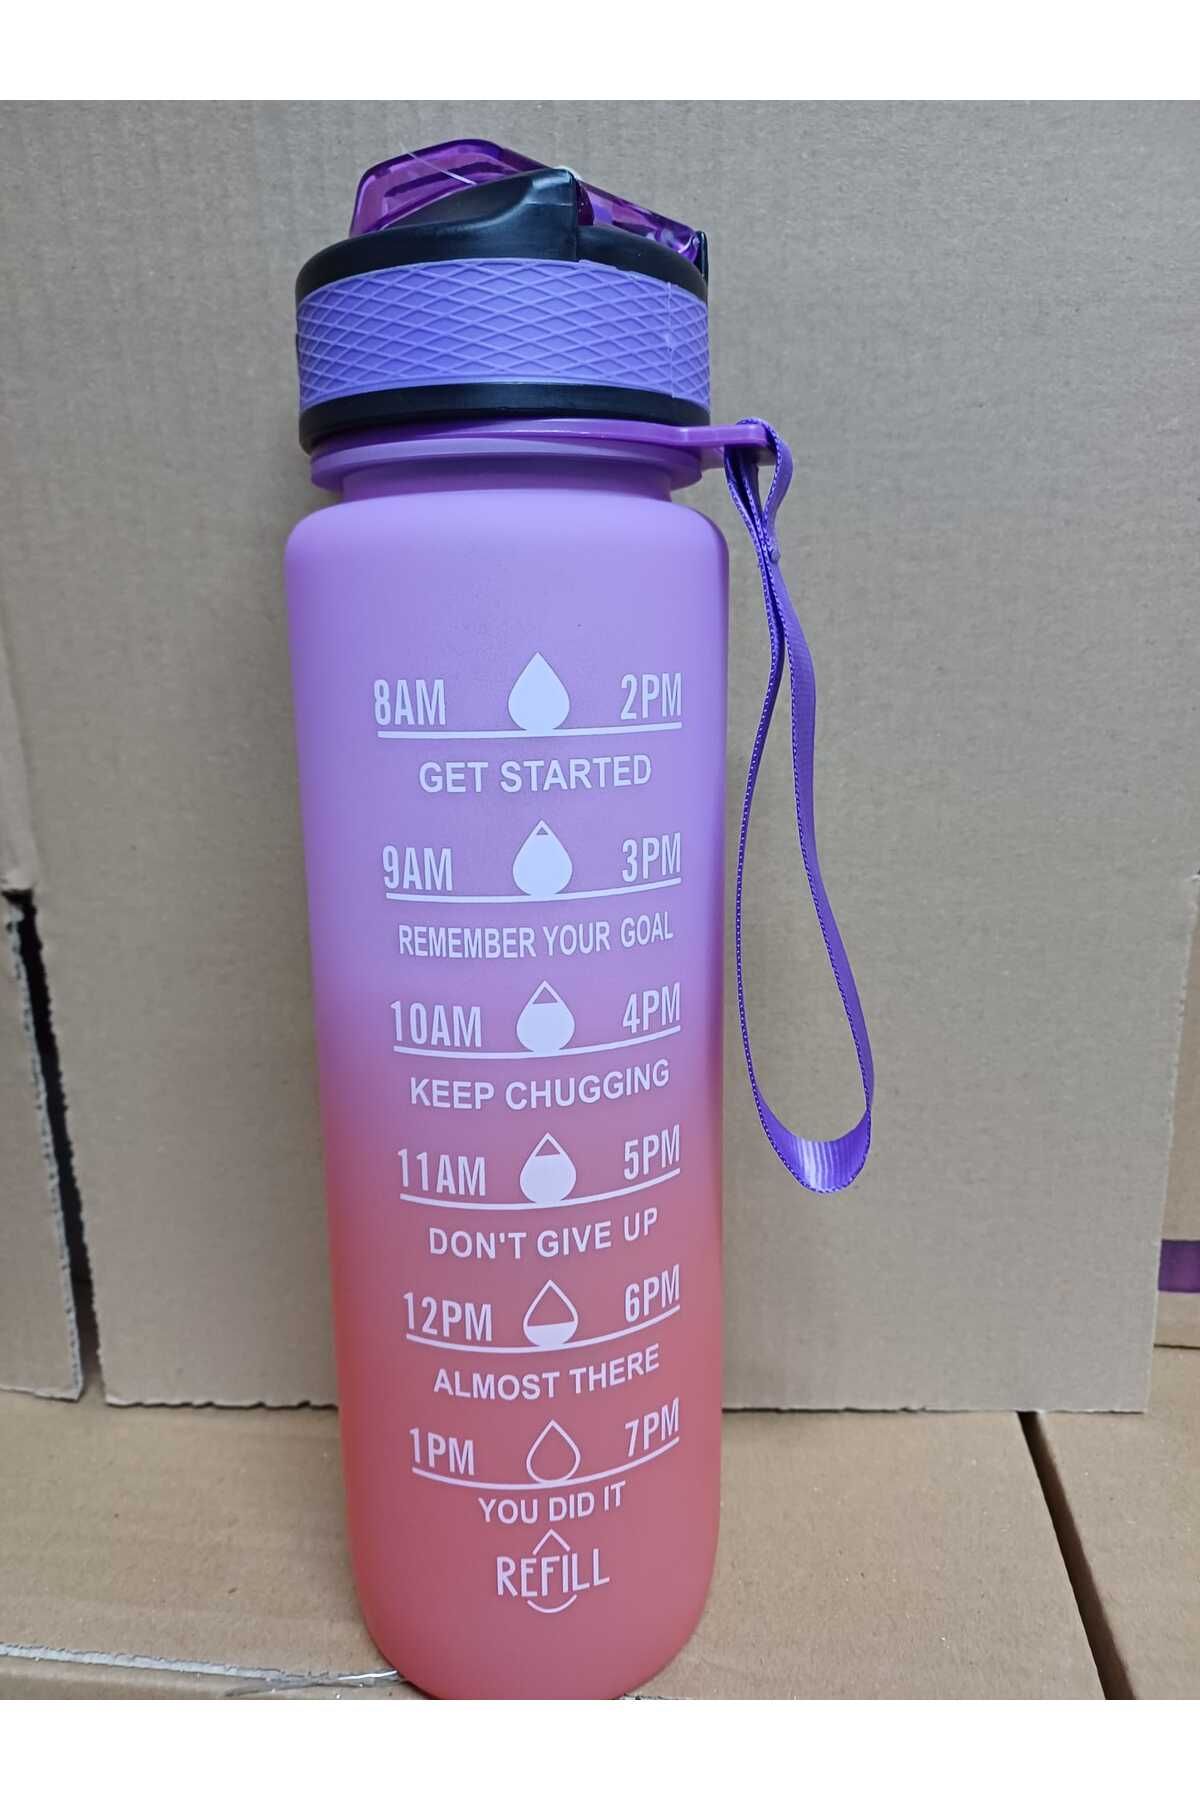 8AM 2PM
GET STARTED
9AM 3PM
REMEMBER YOUR GOAL
10AM 4PM
KEEP CHUGGING
11AM 5PM
DON'T GIVE UP
12PM 6PM
ALMOST THERE
1PM 7PM
YOU DID IT
REFILL